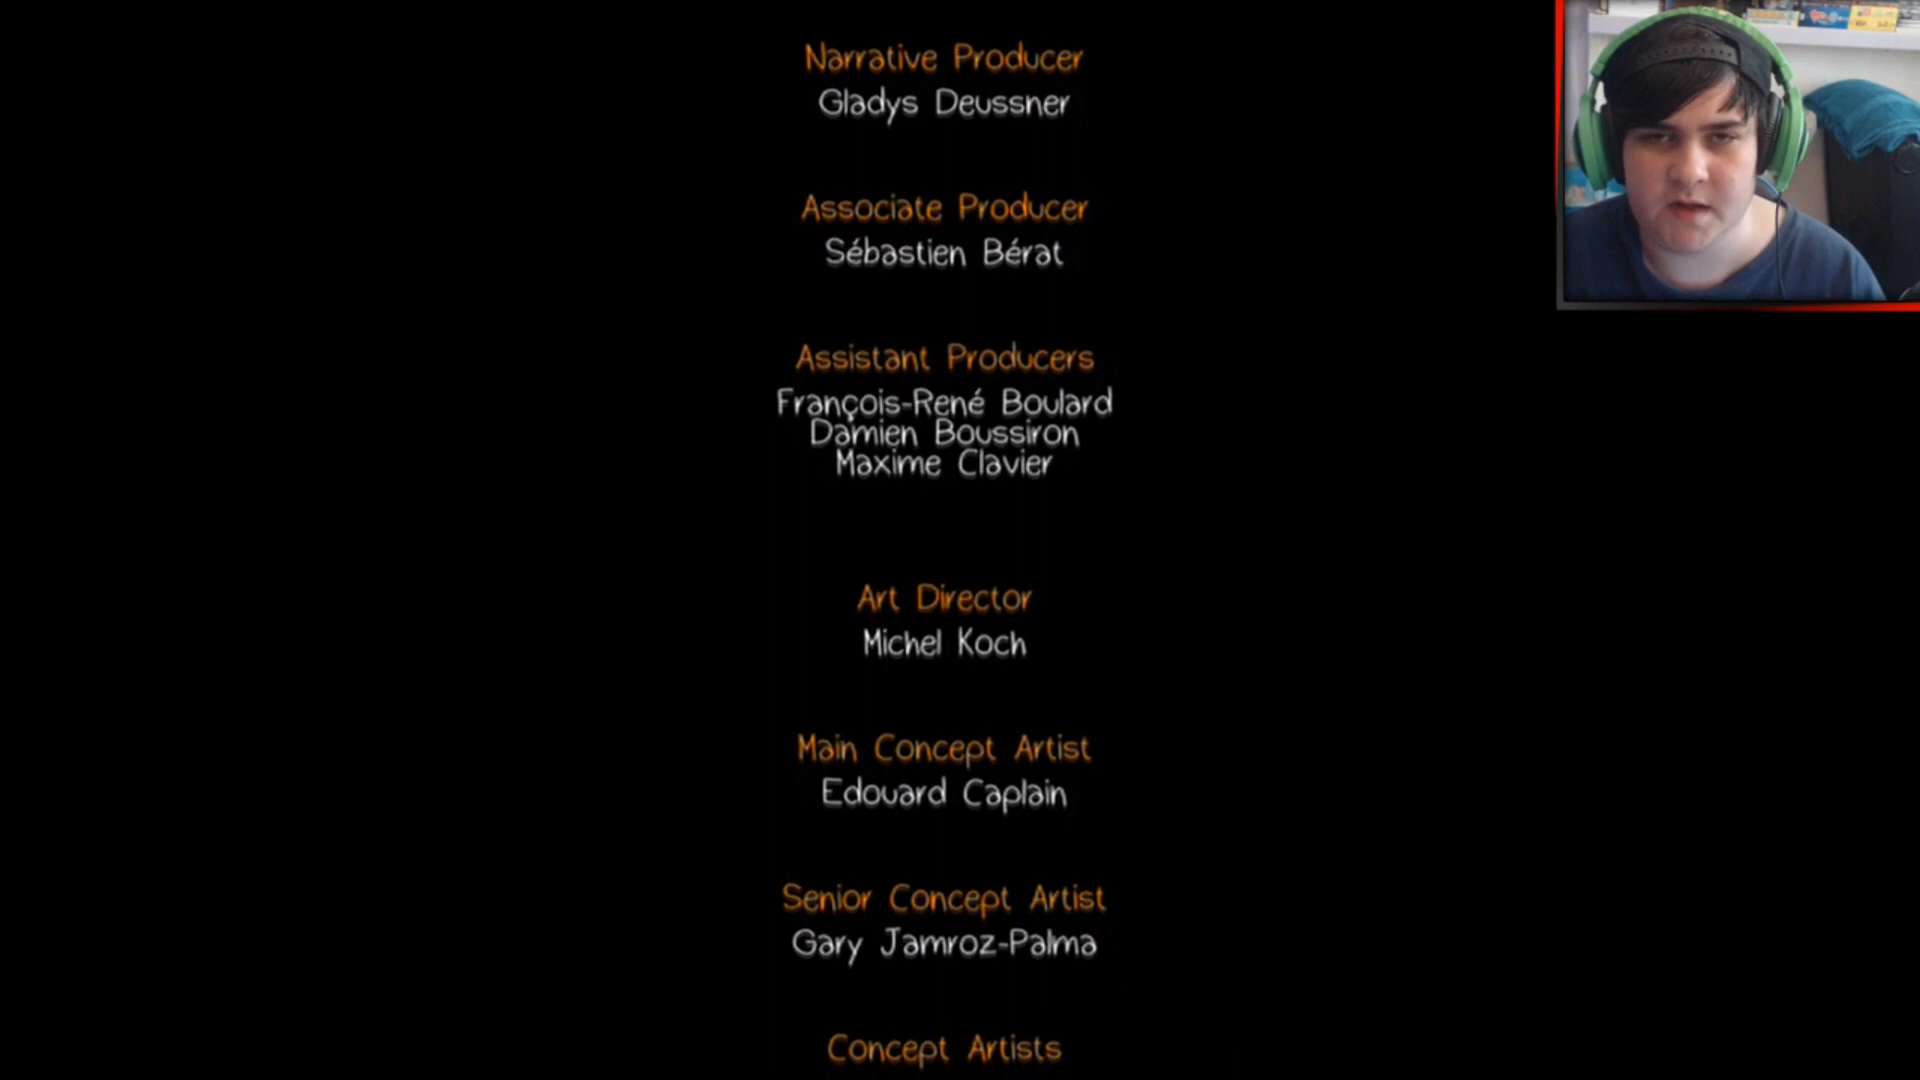 Narrative Producer
Gladys Deussner
Associate Producer
Sébastien Bérat
Assistant Producers
François-René Boulard
Damien Boussiron
Maxime Clavier
Art Director
Michel Koch
Main Concept Artist
Edouard Caplain
Senior Concept Artist
Gary Jamroz-Palma
Concept Artists